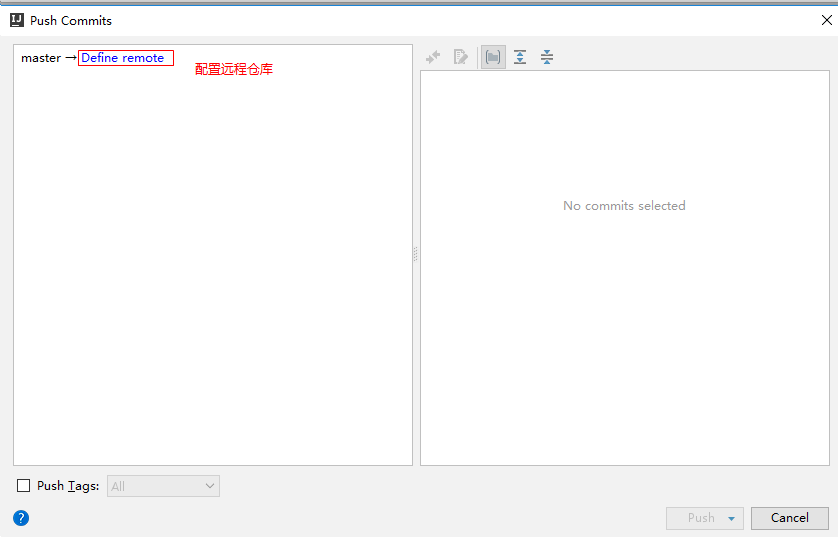 Push Commits
master → Define remote
配置远程仓库
No commits selected
Push Tags: All
?
Push
Cancel